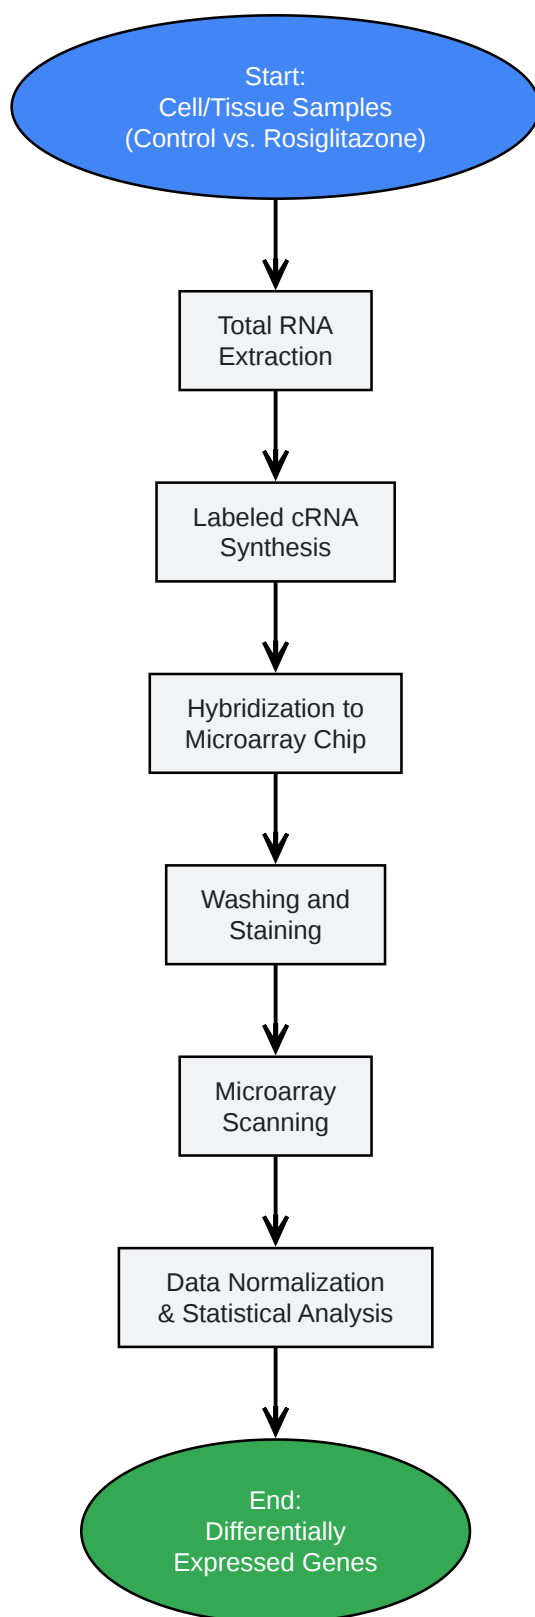 Start:
Cell/Tissue Samples
(Control vs. Rosiglitazone)
Total RNA
Extraction
Labeled cRNA
Synthesis
Hybridization to
Microarray Chip
Washing and
Staining
Microarray
Scanning
Data Normalization
& Statistical Analysis
End:
Differentially
Expressed Genes